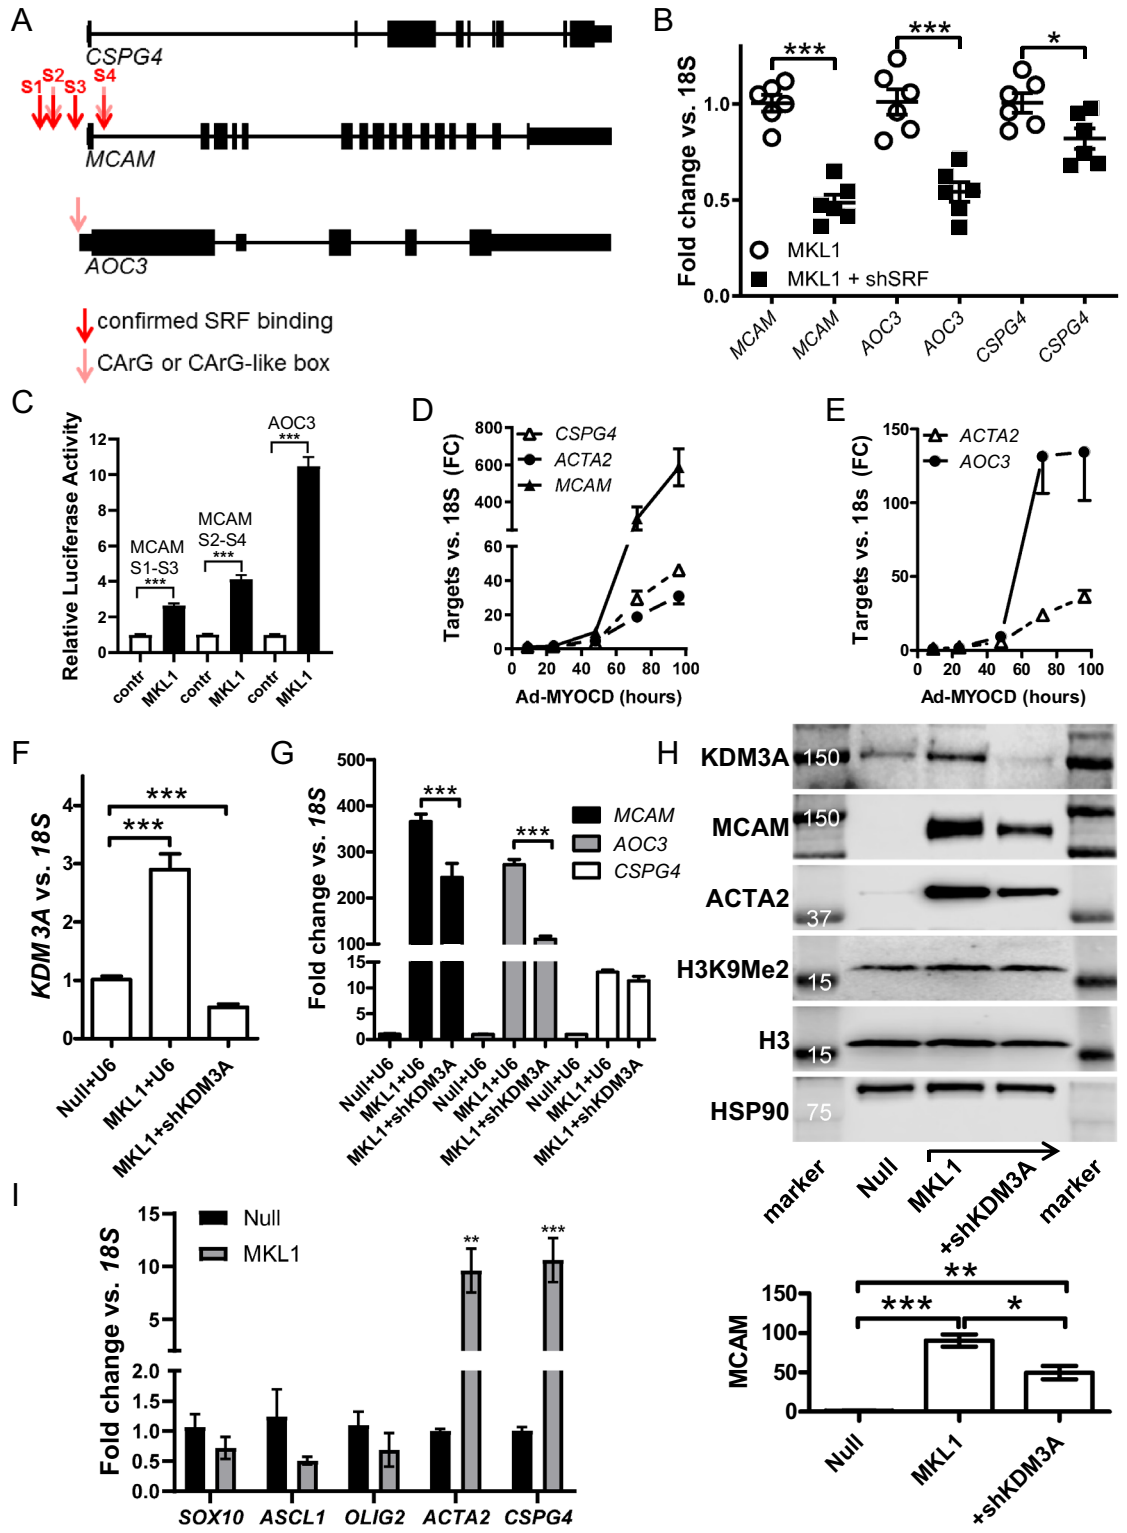 A
CSPG4
S1
S2
S3
S4
MCAM
AOC3
confirmed SRF binding
CArG or CArG-like box
B
Fold change vs. 18S
1.0
0.5
0.0
***
***
*
MKL1
MKL1 + shSRF
MCAM
MCAM
AOC3
AOC3
CSPG4
CSPG4
C
Relative Luciferase Activity
12
10
8
6
4
2
0
MCAM
S1-S3
***
MCAM
S2-S4
***
AOC3
***
contr
MKL1
contr
MKL1
contr
MKL1
D
Targets vs. 18S (FC)
800
600
400
60
40
20
0
CSPG4
ACTA2
MCAM
0 20 40 60 80 100
Ad-MYOCD (hours)
E
Targets vs. 18s (FC)
150
100
50
0
ACTA2
AOC3
0 20 40 60 80 100
Ad-MYOCD (hours)
F
KDM3A vs. 18S
4
3
2
1
0
***
***
Null+U6
MKL1+U6
MKL1+shKDM3A
G
Fold change vs. 18S
500
400
300
200
100
15
10
5
0
***
***
MCAM
AOC3
CSPG4
Null+U6
MKL1+U6
MKL1+shKDM3A
Null+U6
MKL1+U6
MKL1+shKDM3A
Null+U6
MKL1+U6
MKL1+shKDM3A
H
KDM3A
150
MCAM
150
ACTA2
37
H3K9Me2
15
H3
15
HSP90
75
marker
Null
MKL1
+shKDM3A
marker
MCAM
150
100
50
0
**
***
*
Null
MKL1
+shKDM3A
I
Fold change vs. 18S
15
10
5
2.0
1.5
1.0
0.5
0.0
Null
MKL1
**
***
SOX10 ASCL1 OLIG2 ACTA2 CSPG4